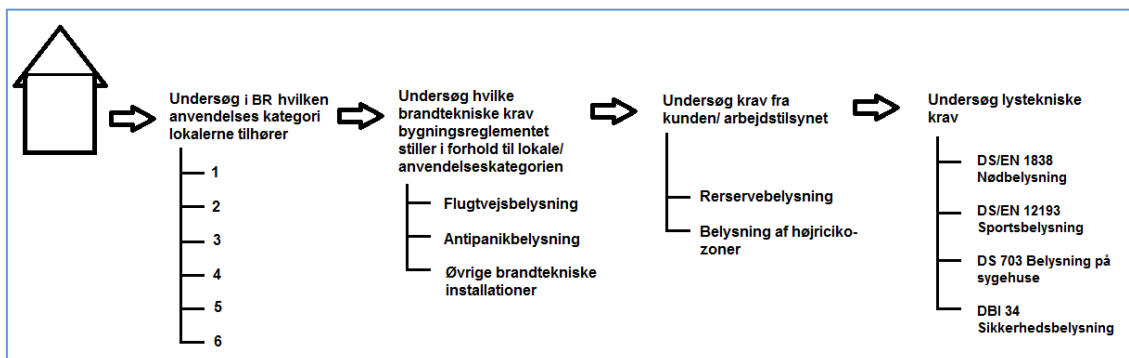 Undersøg i BR hvilken
anvendelses kategori
lokalerne tilhører
1
2
3
4
5
6
Undersøg hvilke
brandtekniske krav
bygningsreglementet
stiller i forhold til lokale/
anvendelseskategorien
Flugtvejsbelysning
Antipanikbelysning
Øvrige brandtekniske
installationer
Undersøg krav fra
kunden/ arbejdstilsynet
Rerservebelysning
Belysning af højriciko-
zoner
Undersøg lystekniske
krav
DS/EN 1838
Nødbelysning
DS/EN 12193
Sportsbelysning
DS 703 Belysning på
sygehuse
DBI 34
Sikkerhedsbelysning